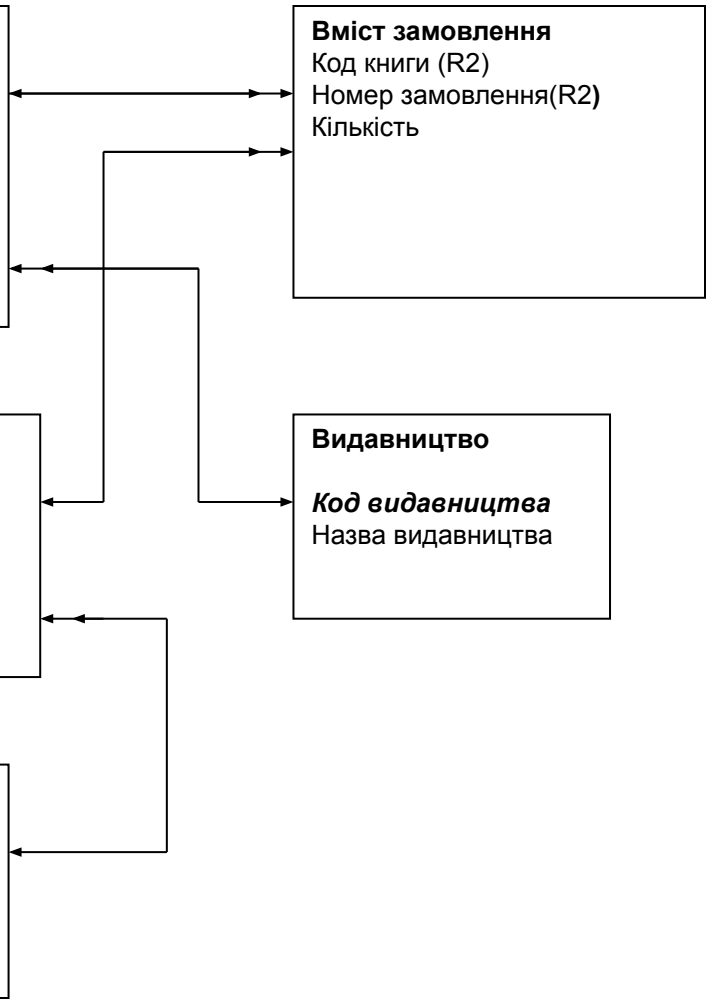 Вміст замовлення
Код книги (R2)
Номер замовлення(R2)
Кількість
Видавництво
Код видавництва
Назва видавництва